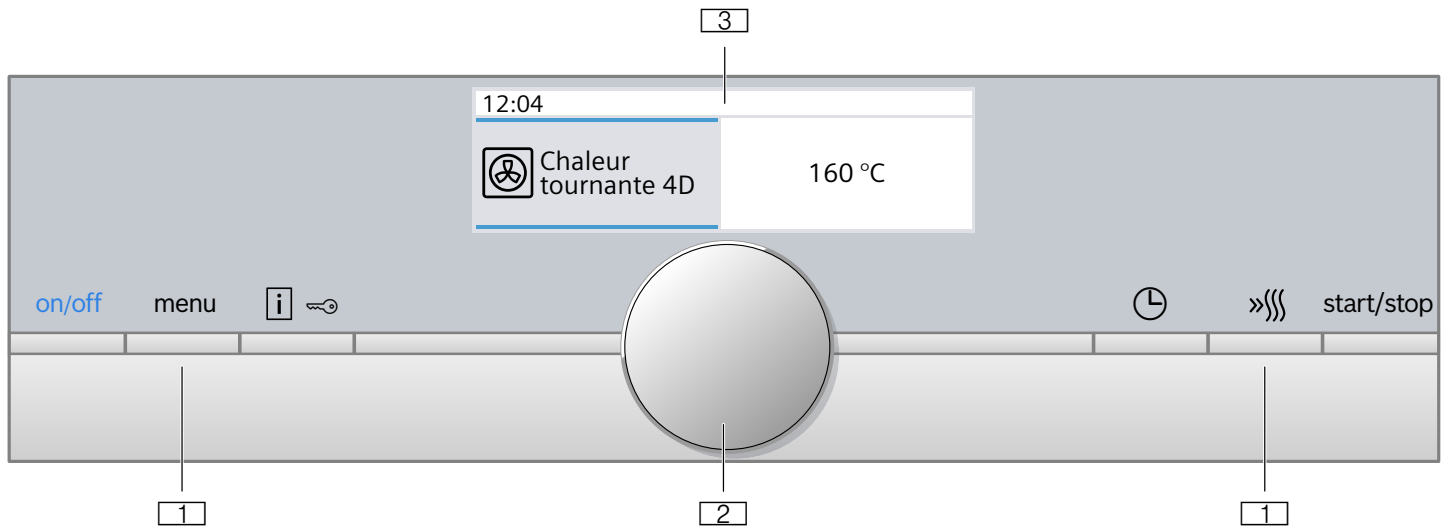 3
12:04
Chaleur
tournante 4D
160 °C
on/off menu i start/stop
1 2 1